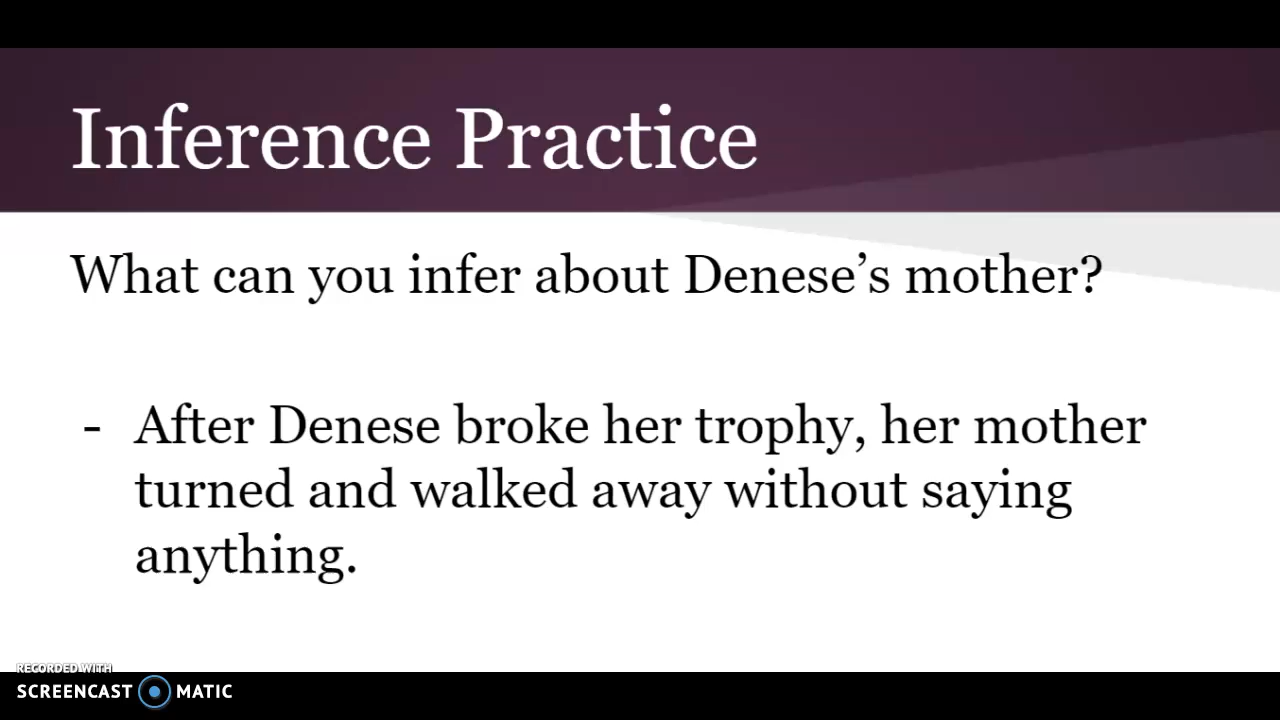 Inference Practice
What can you infer about Denese’s mother?
- After Denese broke her trophy, her mother
turned and walked away without saying
anything.
RECORDED WITH
SCREENCAST MATIC